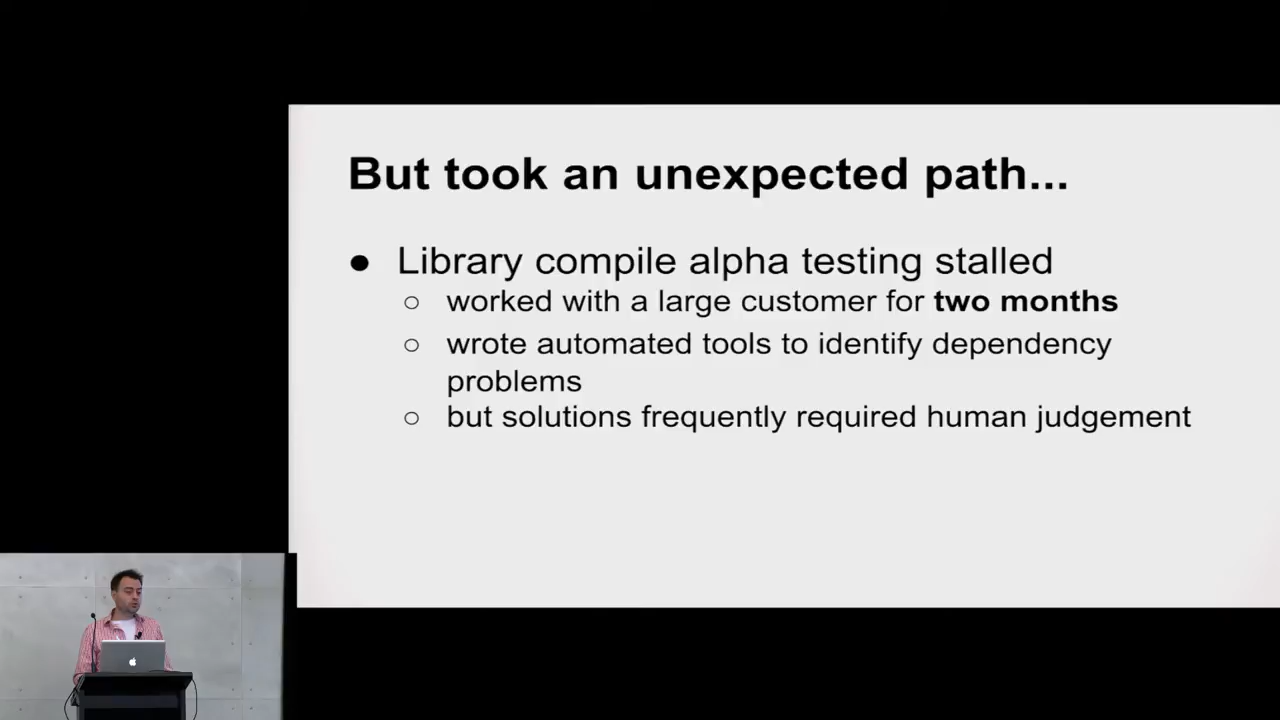 But took an unexpected path...
● Library compile alpha testing stalled
○ worked with a large customer for two months
○ wrote automated tools to identify dependency
problems
○ but solutions frequently required human judgement